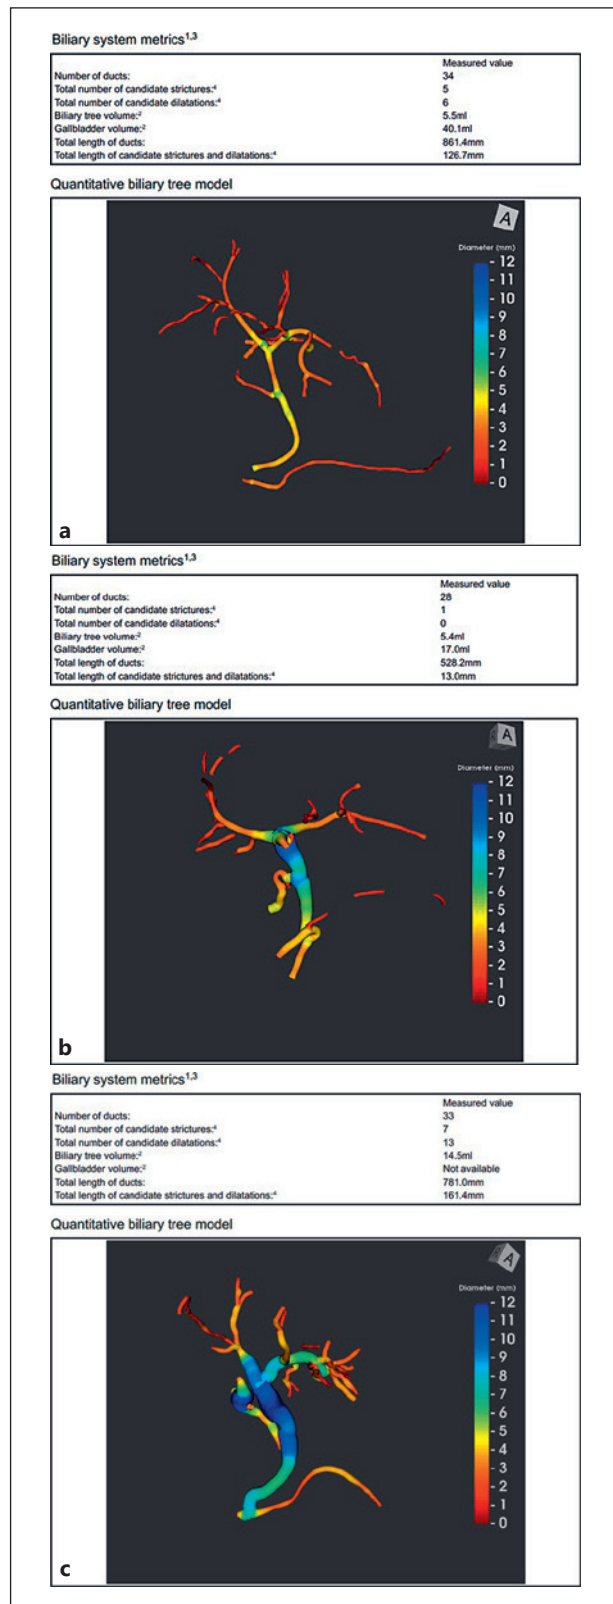 Biliary system metrics1,3
Measured value
Number of ducts: 34
Total number of candidate strictures:4 5
Total number of candidate dilatations:4 6
Biliary tree volume:2 5.5ml
Gallbladder volume:2 40.1ml
Total length of ducts: 861.4mm
Total length of candidate strictures and dilatations:4 126.7mm
Quantitative biliary tree model
A
Diameter (mm)
- 12
- 11
- 10
- 9
- 8
- 7
- 6
- 5
- 4
- 3
- 2
- 1
- 0
a
Biliary system metrics1,3
Measured value
Number of ducts: 28
Total number of candidate strictures:4 1
Total number of candidate dilatations:4 0
Biliary tree volume:2 5.4ml
Gallbladder volume:2 17.0ml
Total length of ducts: 528.2mm
Total length of candidate strictures and dilatations:4 13.0mm
Quantitative biliary tree model
A
Diameter (mm)
- 12
- 11
- 10
- 9
- 8
- 7
- 6
- 5
- 4
- 3
- 2
- 1
- 0
b
Biliary system metrics1,3
Measured value
Number of ducts: 33
Total number of candidate strictures:4 7
Total number of candidate dilatations:4 13
Biliary tree volume:2 14.5ml
Gallbladder volume:2 Not available
Total length of ducts: 781.0mm
Total length of candidate strictures and dilatations:4 161.4mm
Quantitative biliary tree model
A
Diameter (mm)
- 12
- 11
- 10
- 9
- 8
- 7
- 6
- 5
- 4
- 3
- 2
- 1
- 0
c